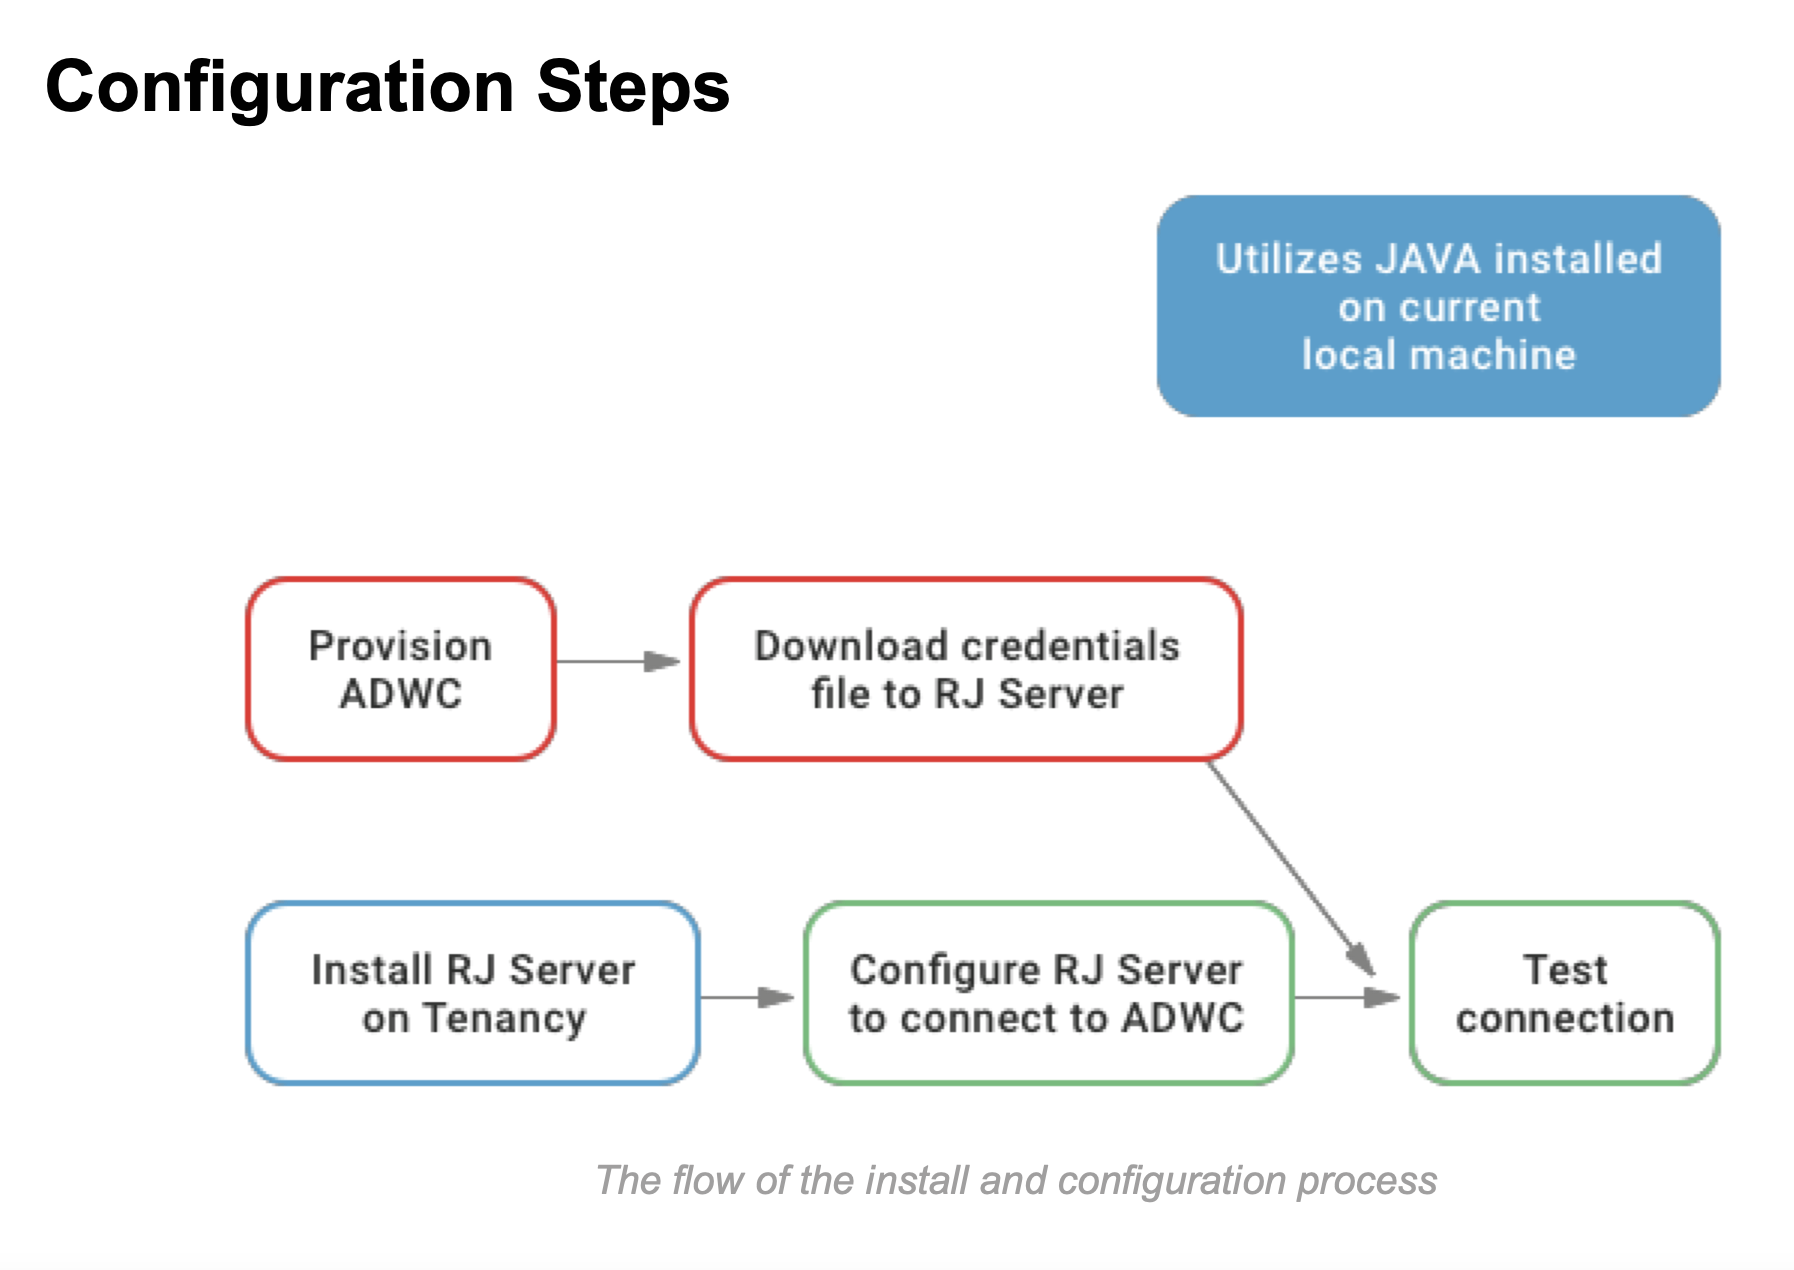 Configuration Steps
Utilizes JAVA installed
on current
local machine
Provision
ADWC
Download credentials
file to RJ Server
Install RJ Server
on Tenancy
Configure RJ Server
to connect to ADWC
Test
connection
The flow of the install and configuration process